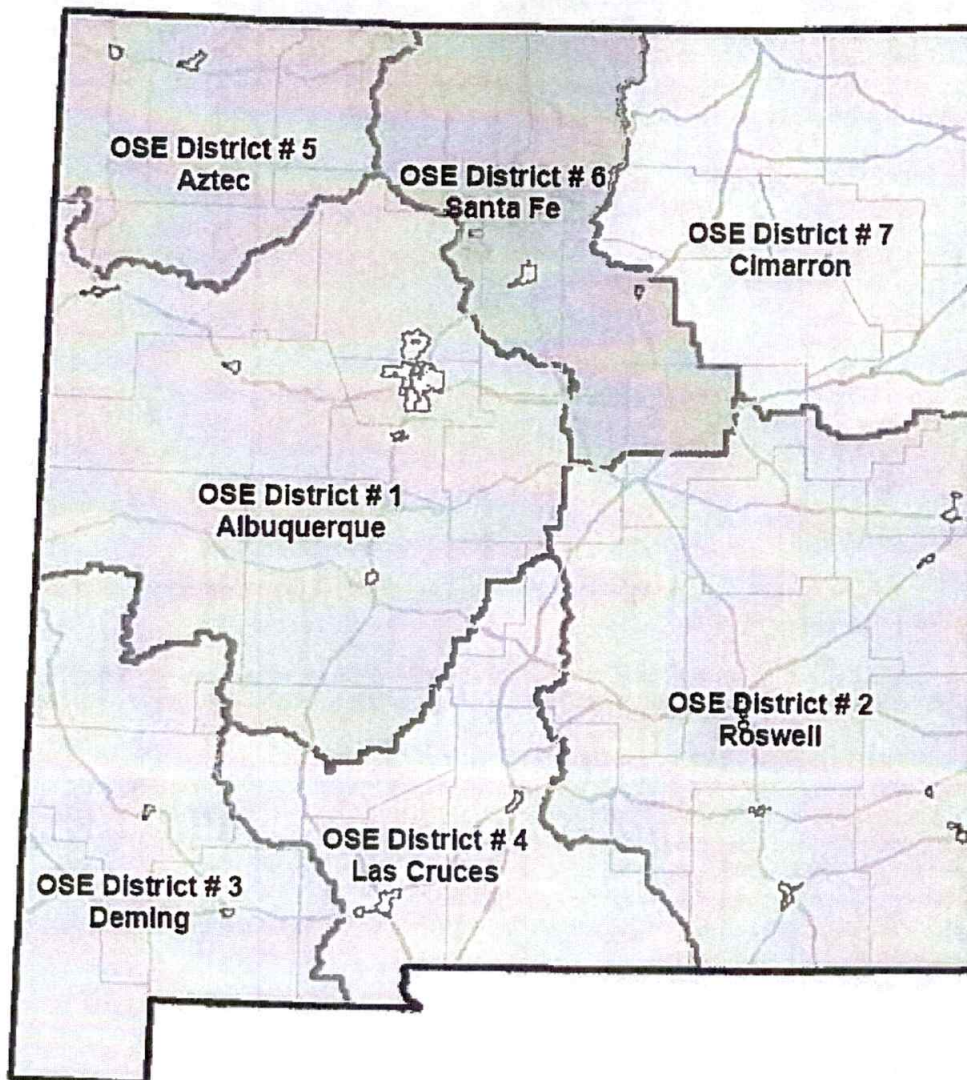 OSE District # 5
Aztec
OSE District # 6
Santa Fe
OSE District # 7
Cimarron
OSE District # 1
Albuquerque
OSE District # 2
Roswell
OSE District # 4
Las Cruces
OSE District # 3
Deming